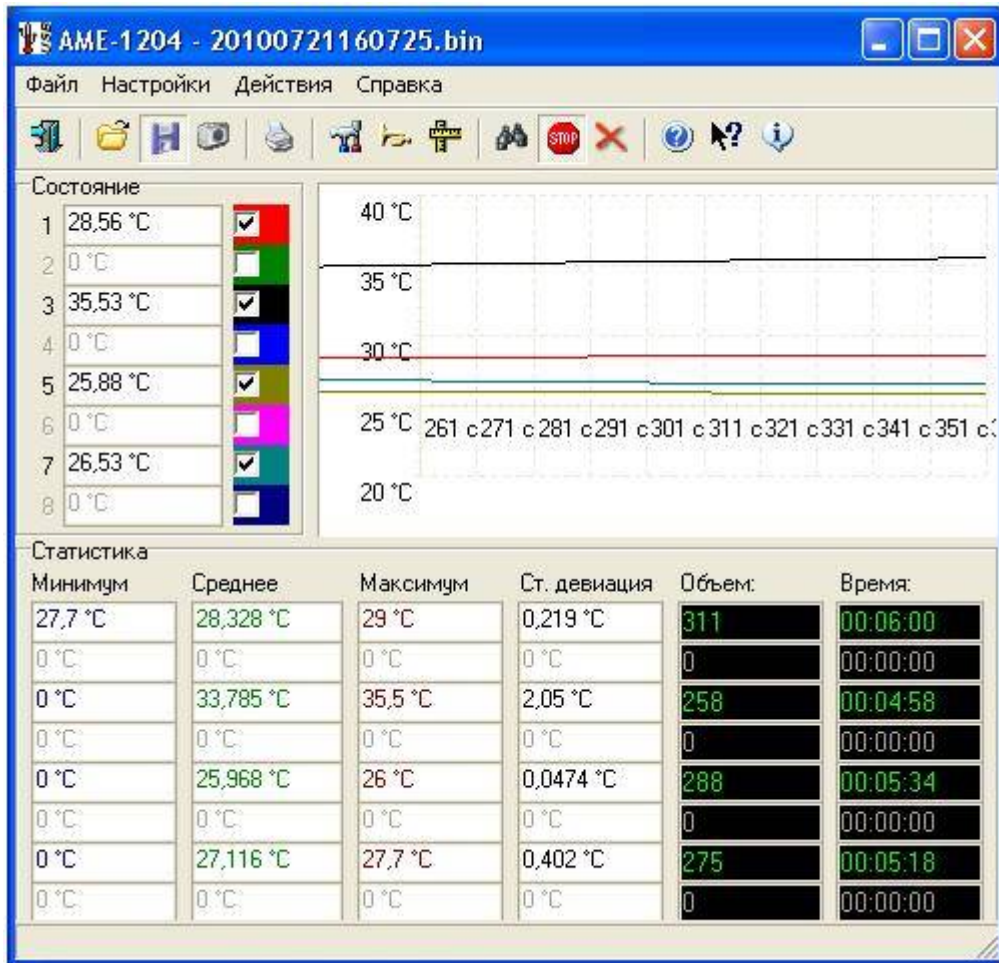 AME-1204 - 20100721160725.bin
Файл Настройки Действия Справка
STOP
Состояние
1 28,56 °C
2 0 °C
3 35,53 °C
4 0 °C
5 25,88 °C
6 0 °C
7 26,53 °C
8 0 °C
40 °C
35 °C
30 °C
25 °C
261 с 271 с 281 с 291 с 301 с 311 с 321 с 331 с 341 с 351 с
20 °C
Статистика
Минимум Среднее Максимум Ст. девиация Объем: Время:
27,7 °C 28,328 °C 29 °C 0,219 °C 311 00:06:00
0 °C 0 °C 0 °C 0 °C 0 00:00:00
0 °C 33,785 °C 35,5 °C 2,05 °C 258 00:04:58
0 °C 0 °C 0 °C 0 °C 0 00:00:00
0 °C 25,968 °C 26 °C 0,0474 °C 288 00:05:34
0 °C 0 °C 0 °C 0 °C 0 00:00:00
0 °C 27,116 °C 27,7 °C 0,402 °C 275 00:05:18
0 °C 0 °C 0 °C 0 °C 0 00:00:00